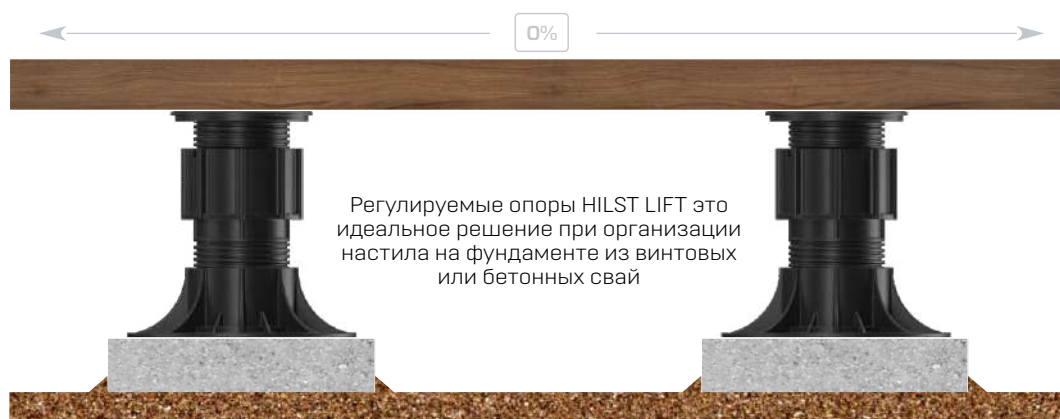 0%
Регулируемые опоры HILST LIFT это
идеальное решение при организации
настила на фундаменте из винтовых
или бетонных свай